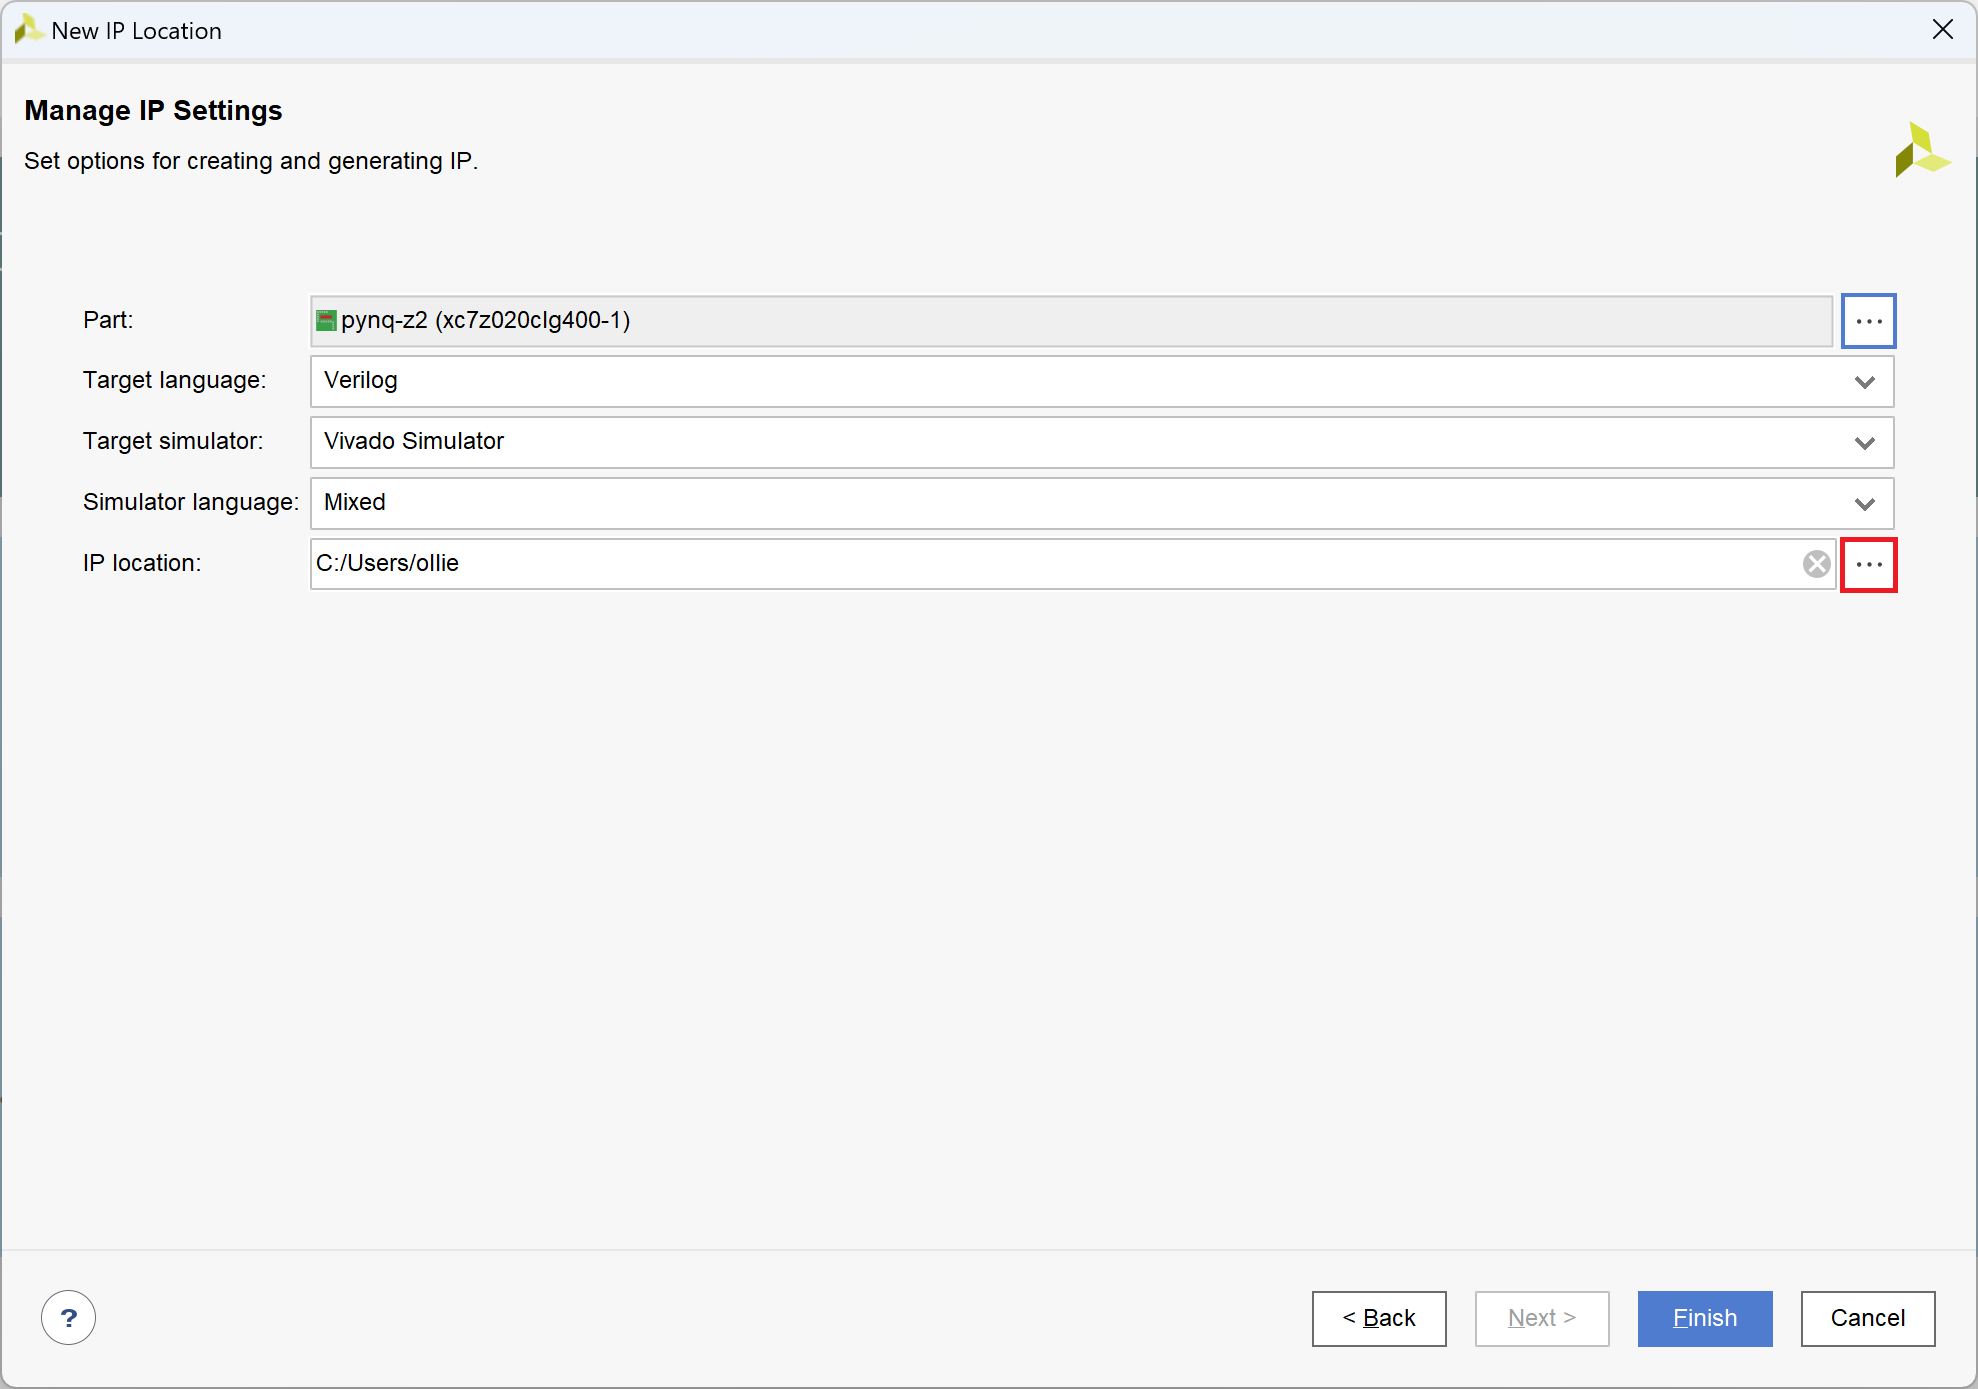 New IP Location
Manage IP Settings
Set options for creating and generating IP.
Part: pynq-z2 (xc7z020clg400-1) ...
Target language: Verilog
Target simulator: Vivado Simulator
Simulator language: Mixed
IP location: C:/Users/ollie ...
? < Back Next > Finish Cancel